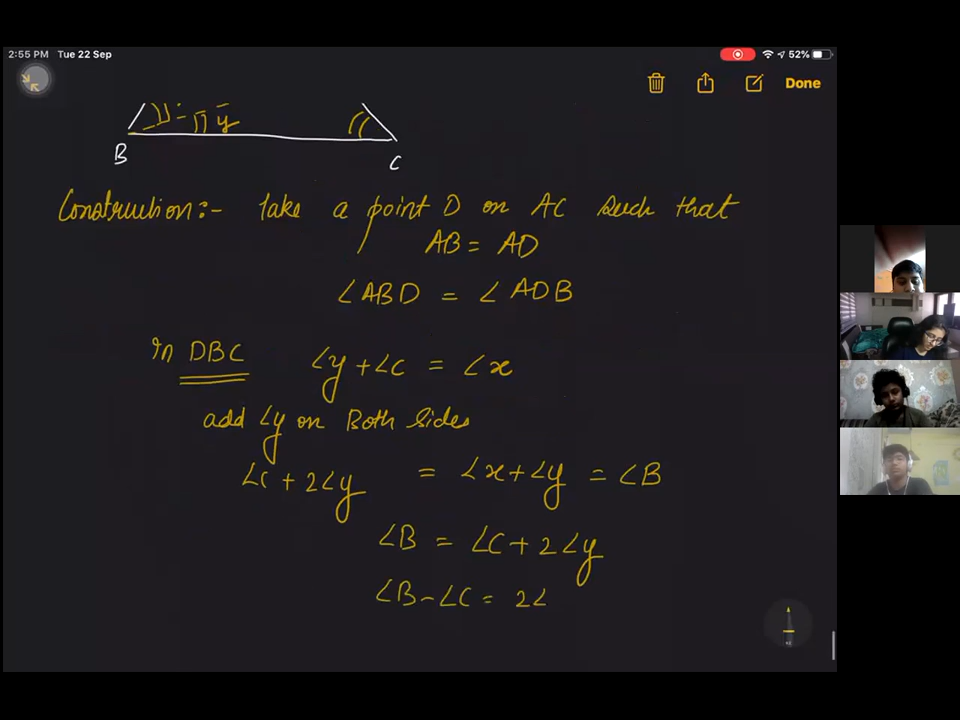 2:55 PM Tue 22 Sep 52%
Done
y
B C
Construction:- Take a point D on AC such that
AB = AD
∠ABD = ∠ADB
In DBC ∠y + ∠C = ∠x
add ∠y on Both sides
∠C + 2∠y = ∠x + ∠y = ∠B
∠B = ∠C + 2∠y
∠B - ∠C = 2∠